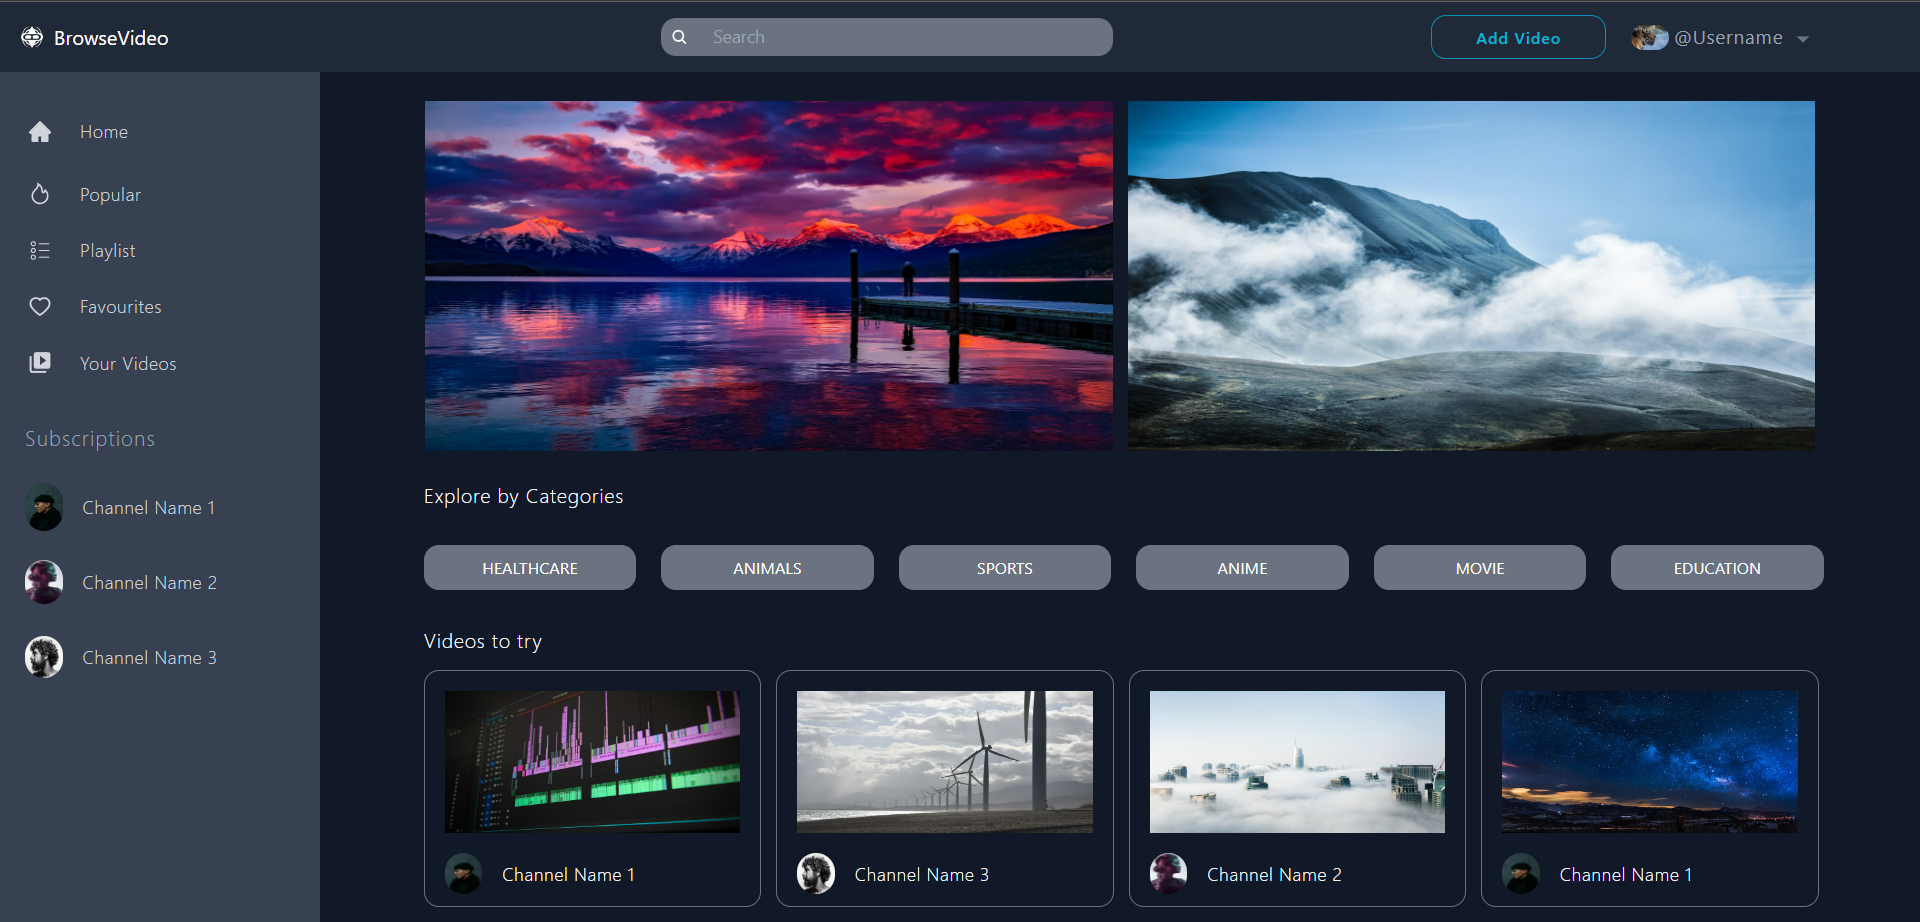 BrowseVideo
Search
Add Video
@Username
Home
Popular
Playlist
Favourites
Your Videos
Subscriptions
Channel Name 1
Channel Name 2
Channel Name 3
Explore by Categories
HEALTHCARE
ANIMALS
SPORTS
ANIME
MOVIE
EDUCATION
Videos to try
Channel Name 1
Channel Name 3
Channel Name 2
Channel Name 1